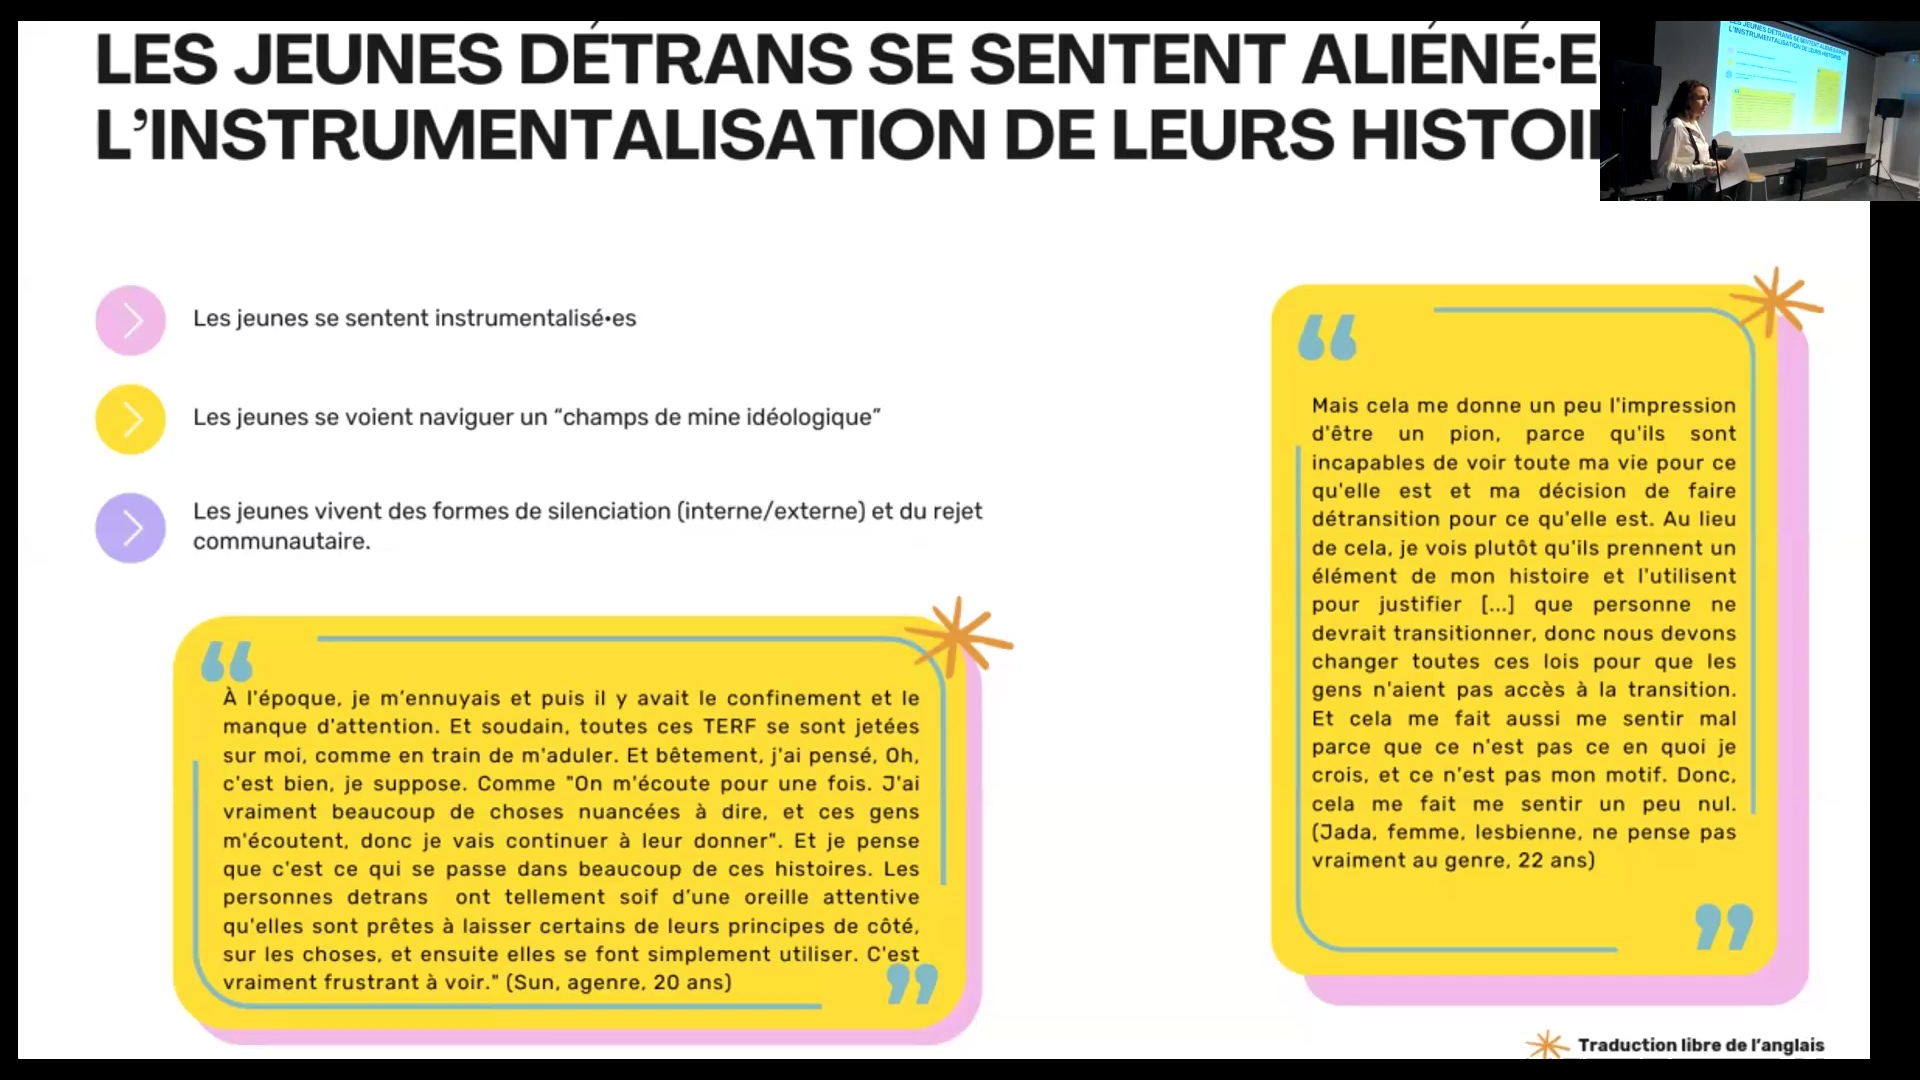 LES JEUNES DÉTRANS SE SENTENT ALIÉNÉ•E
L'INSTRUMENTALISATION DE LEURS HISTOI
Les jeunes se sentent instrumentalisé•es
Les jeunes se voient naviguer un “champs de mine idéologique”
Les jeunes vivent des formes de silenciation (interne/externe) et du rejet
communautaire.
À l'époque, je m’ennuyais et puis il y avait le confinement et le
manque d'attention. Et soudain, toutes ces TERF se sont jetées
sur moi, comme en train de m'aduler. Et bêtement, j'ai pensé, Oh,
c'est bien, je suppose. Comme "On m'écoute pour une fois. J'ai
vraiment beaucoup de choses nuancées à dire, et ces gens
m'écoutent, donc je vais continuer à leur donner". Et je pense
que c'est ce qui se passe dans beaucoup de ces histoires. Les
personnes detrans ont tellement soif d’une oreille attentive
qu'elles sont prêtes à laisser certains de leurs principes de côté,
sur les choses, et ensuite elles se font simplement utiliser. C'est
vraiment frustrant à voir." (Sun, agenre, 20 ans)
Mais cela me donne un peu l'impression
d'être un pion, parce qu'ils sont
incapables de voir toute ma vie pour ce
qu'elle est et ma décision de faire
détransition pour ce qu'elle est. Au lieu
de cela, je vois plutôt qu'ils prennent un
élément de mon histoire et l'utilisent
pour justifier [...] que personne ne
devrait transitionner, donc nous devons
changer toutes ces lois pour que les
gens n'aient pas accès à la transition.
Et cela me fait aussi me sentir mal
parce que ce n'est pas ce en quoi je
crois, et ce n'est pas mon motif. Donc,
cela me fait me sentir un peu nul.
(Jada, femme, lesbienne, ne pense pas
vraiment au genre, 22 ans)
Traduction libre de l’anglais